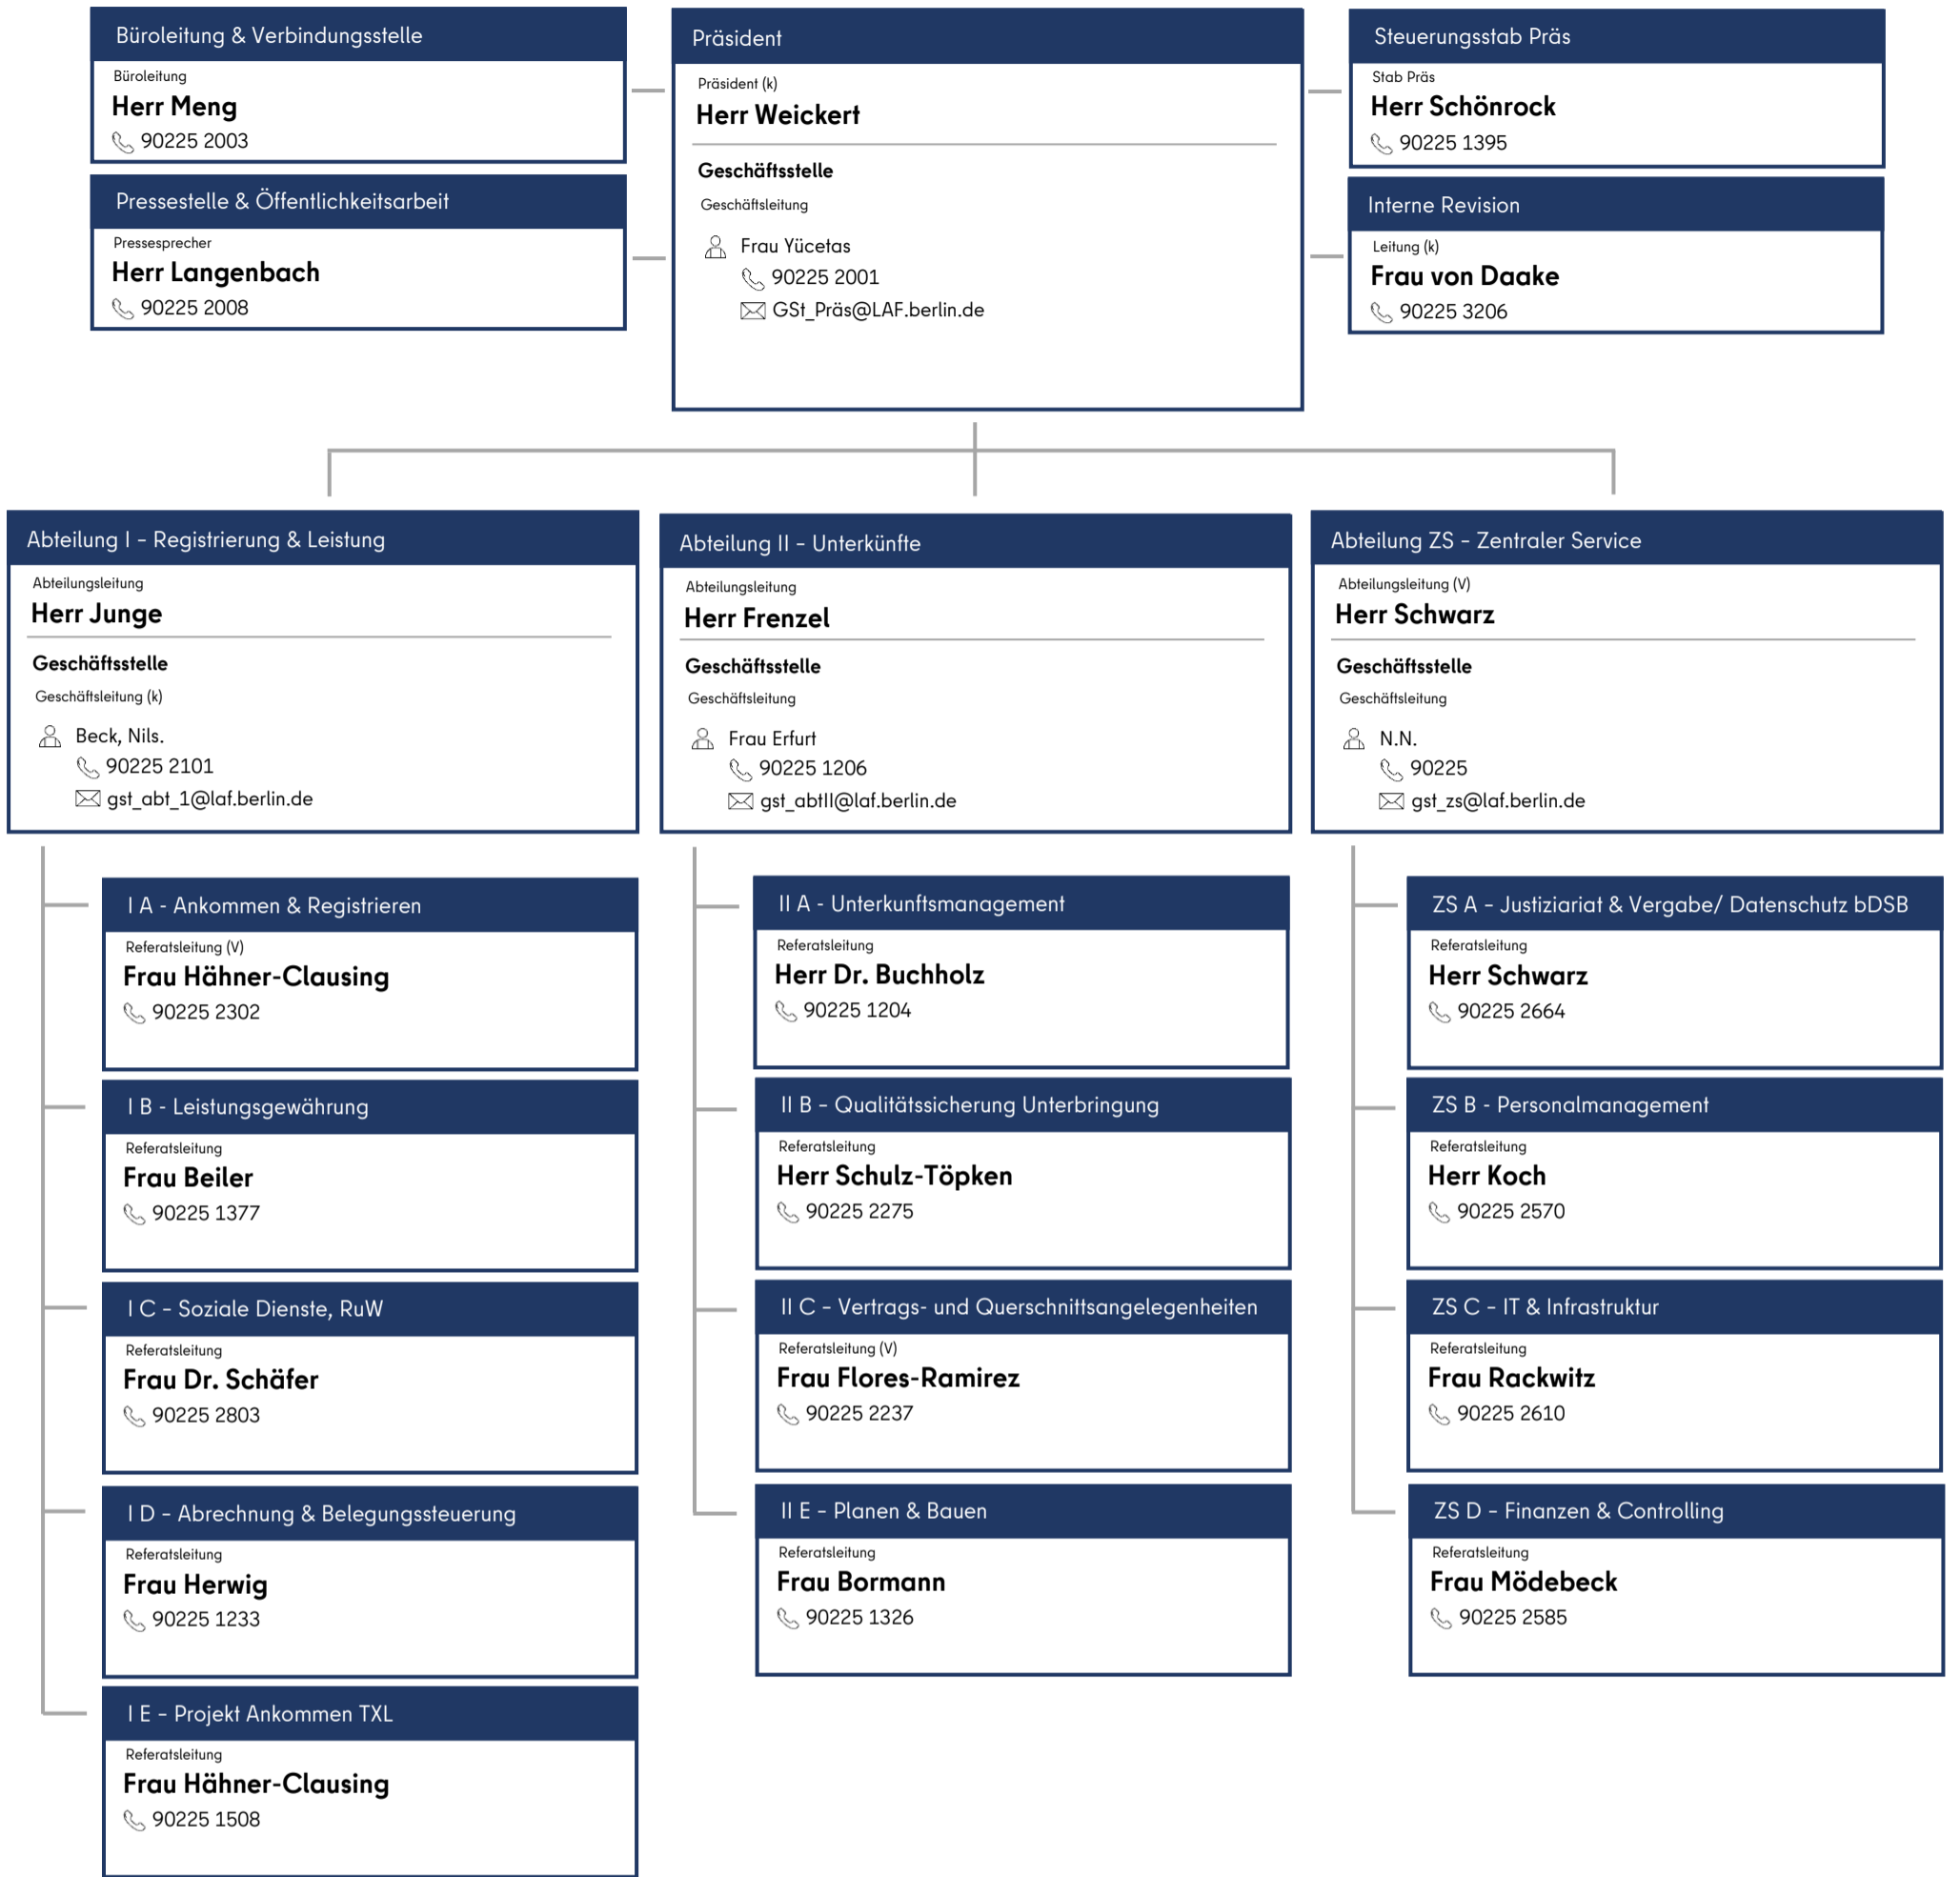 Büroleitung & Verbindungsstelle
Büroleitung
Herr Meng
90225 2003
Pressestelle & Öffentlichkeitsarbeit
Pressesprecher
Herr Langenbach
90225 2008
Präsident
Präsident (k)
Herr Weickert
Geschäftsstelle
Geschäftsleitung
Frau Yücetas
90225 2001
GSt_Präs@LAF.berlin.de
Steuerungsstab Präs
Stab Präs
Herr Schönrock
90225 1395
Interne Revision
Leitung (k)
Frau von Daake
90225 3206
Abteilung I – Registrierung & Leistung
Abteilungsleitung
Herr Junge
Geschäftsstelle
Geschäftsleitung (k)
Beck, Nils.
90225 2101
gst_abt_1@laf.berlin.de
I A - Ankommen & Registrieren
Referatsleitung (V)
Frau Hähner-Clausing
90225 2302
I B - Leistungsgewährung
Referatsleitung
Frau Beiler
90225 1377
I C – Soziale Dienste, RuW
Referatsleitung
Frau Dr. Schäfer
90225 2803
I D – Abrechnung & Belegungssteuerung
Referatsleitung
Frau Herwig
90225 1233
I E – Projekt Ankommen TXL
Referatsleitung
Frau Hähner-Clausing
90225 1508
Abteilung II – Unterkünfte
Abteilungsleitung
Herr Frenzel
Geschäftsstelle
Geschäftsleitung
Frau Erfurt
90225 1206
gst_abtII@laf.berlin.de
II A - Unterkunftsmanagement
Referatsleitung
Herr Dr. Buchholz
90225 1204
II B – Qualitätssicherung Unterbringung
Referatsleitung
Herr Schulz-Töpken
90225 2275
II C – Vertrags- und Querschnittsangelegenheiten
Referatsleitung (V)
Frau Flores-Ramirez
90225 2237
II E – Planen & Bauen
Referatsleitung
Frau Bormann
90225 1326
Abteilung ZS – Zentraler Service
Abteilungsleitung (V)
Herr Schwarz
Geschäftsstelle
Geschäftsleitung
N.N.
90225
gst_zs@laf.berlin.de
ZS A – Justiziariat & Vergabe/ Datenschutz bDSB
Referatsleitung
Herr Schwarz
90225 2664
ZS B - Personalmanagement
Referatsleitung
Herr Koch
90225 2570
ZS C – IT & Infrastruktur
Referatsleitung
Frau Rackwitz
90225 2610
ZS D – Finanzen & Controlling
Referatsleitung
Frau Mödebeck
90225 2585